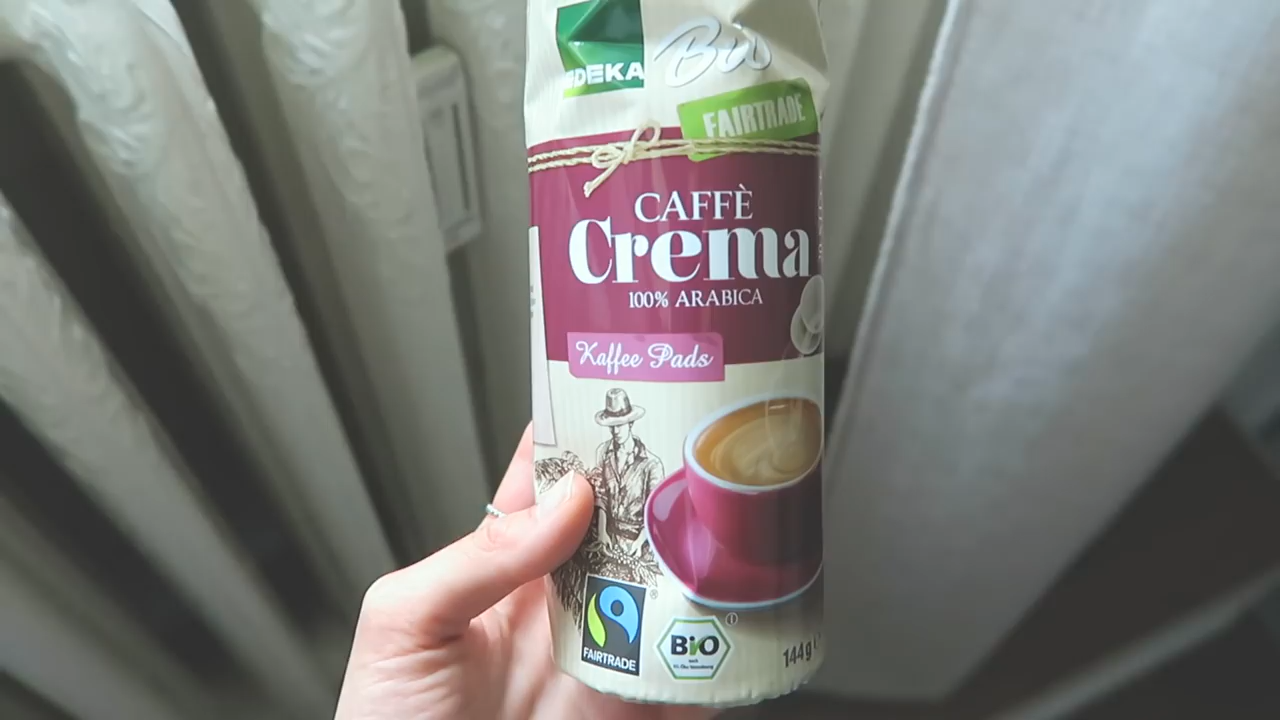 EDEKA
Bio
FAIRTRADE
CAFFÈ
Crema
100% ARABICA
Kaffee Pads
FAIRTRADE
®
BiO
144g